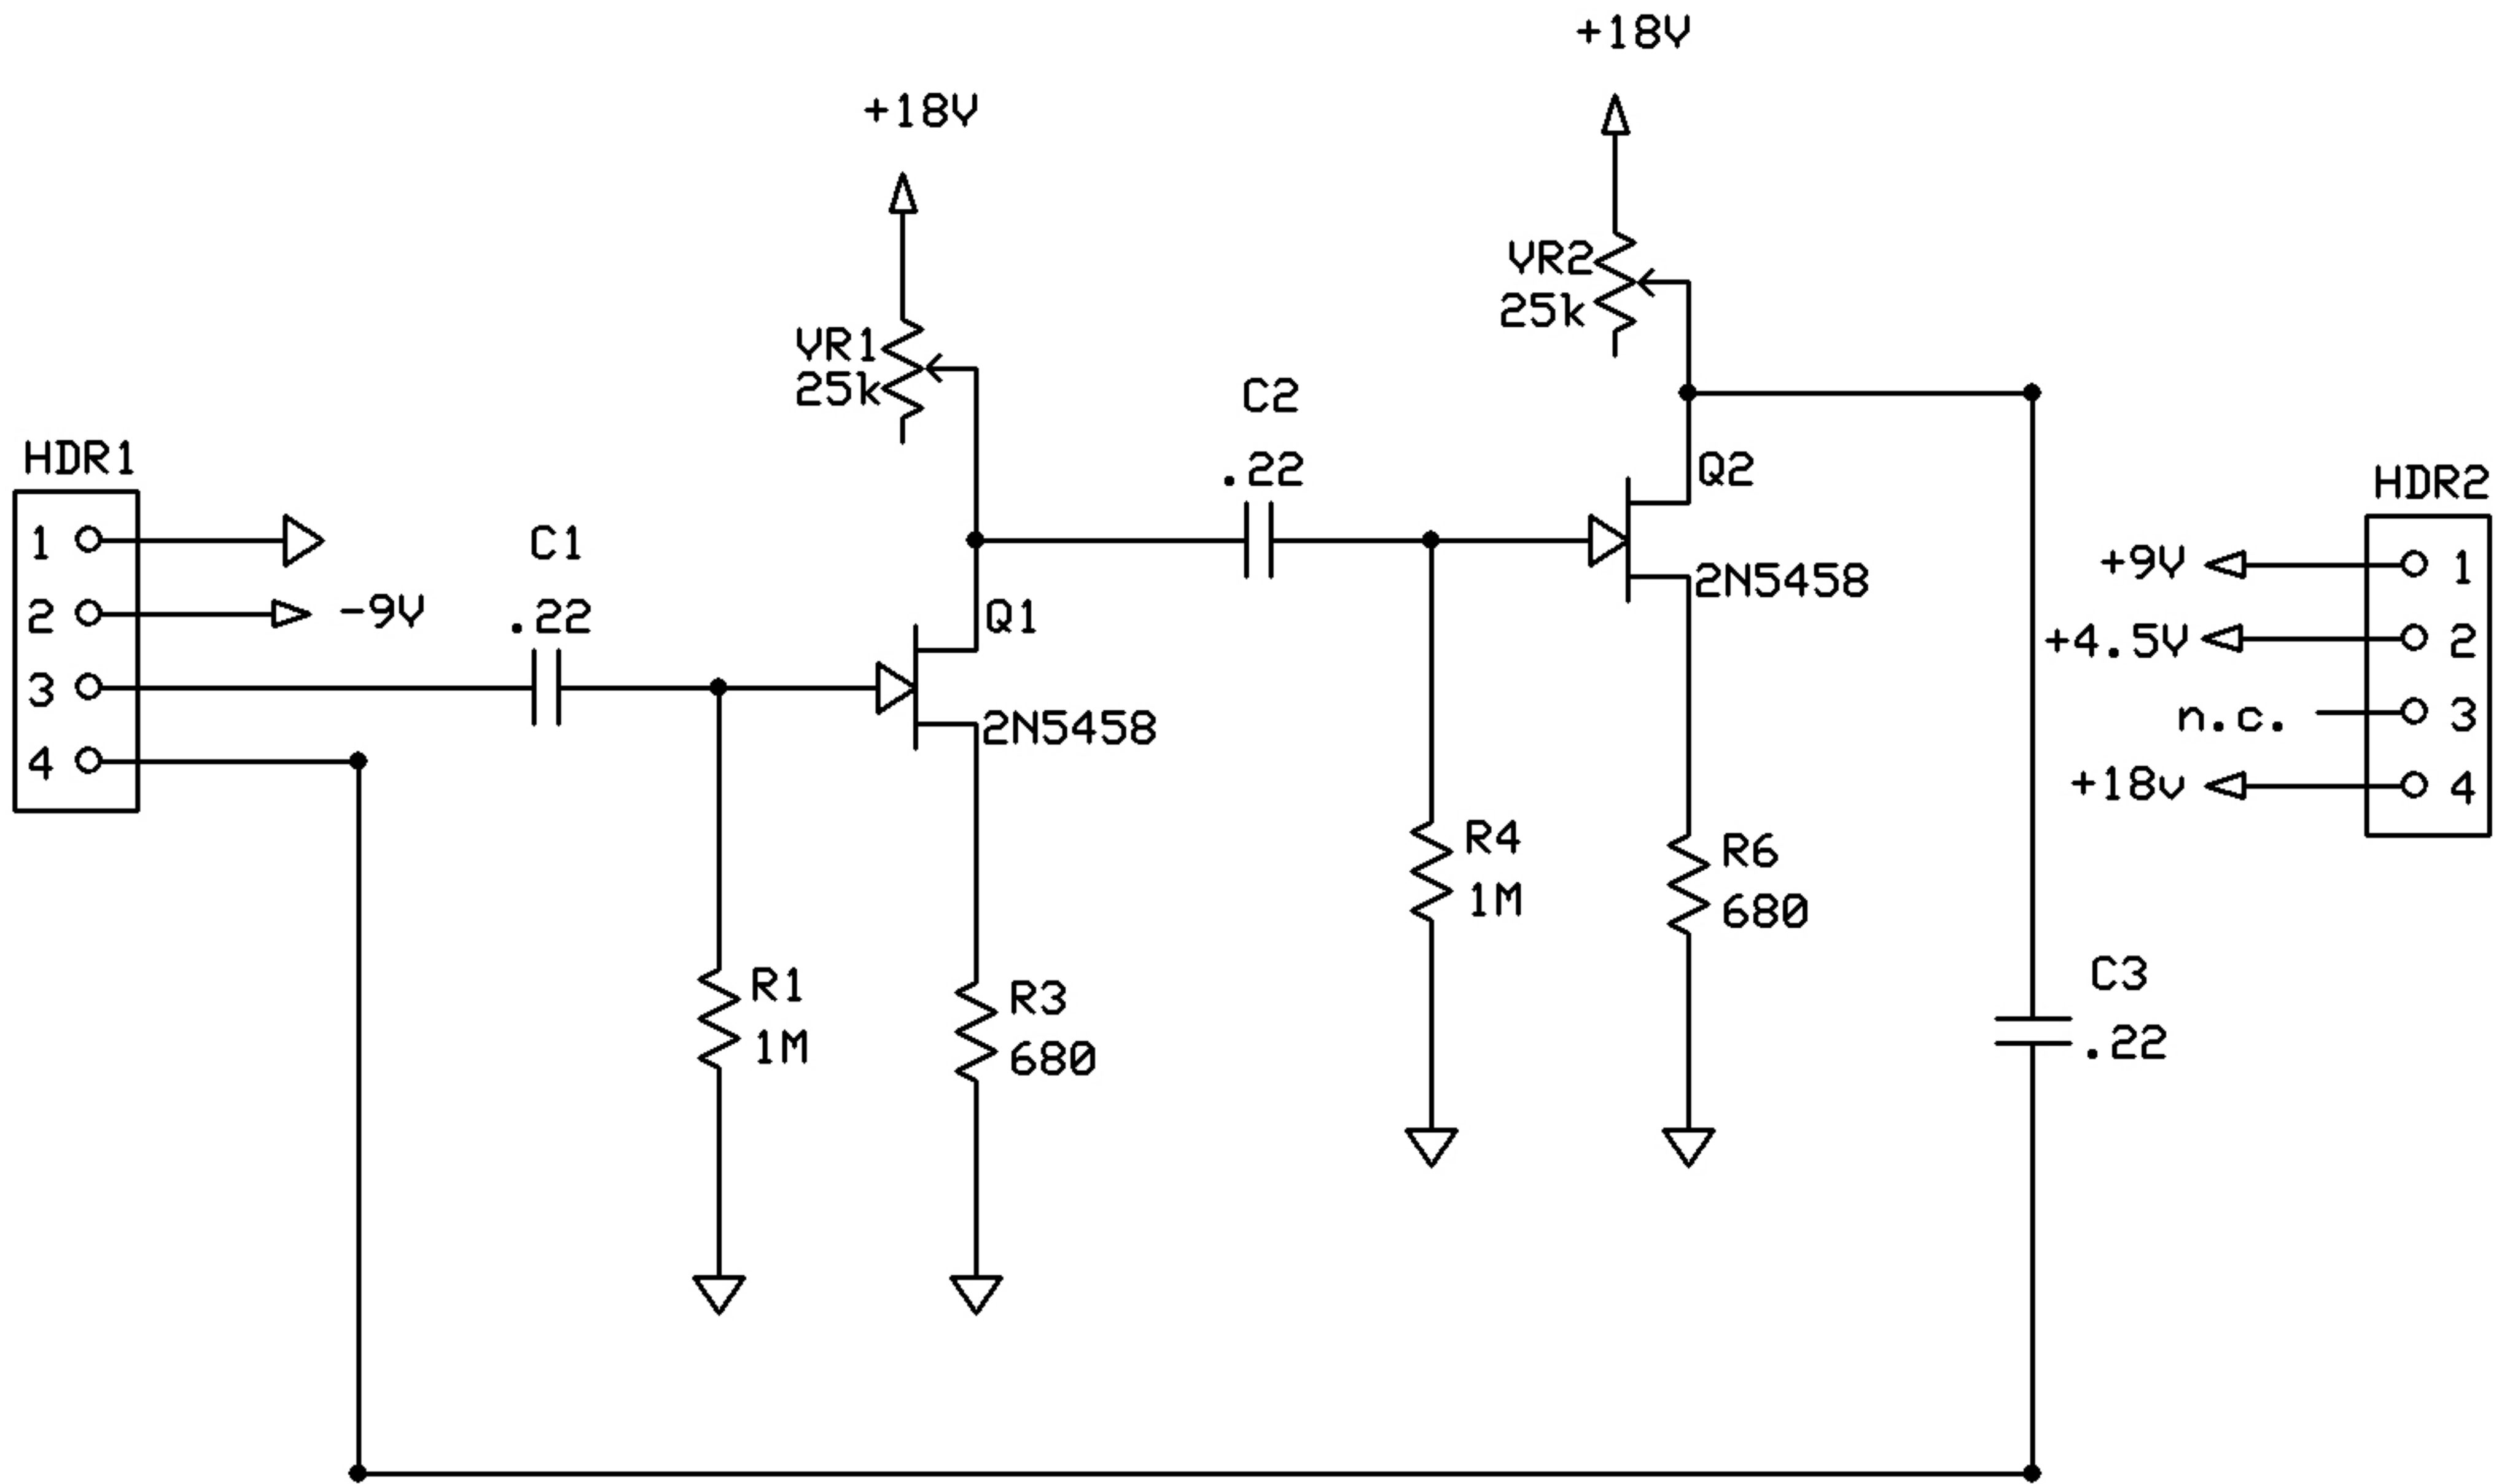 +18V
+18V
VR2
25k
VR1
25k
C2
.22
HDR1
Q2
HDR2
1
C1
1
+9V
2N5458
2
-9V
.22
Q1
+4.5V
2
3
2N5458
n.c.
3
4
+18v
4
R4
1M
R6
680
R1
1M
R3
680
C3
.22